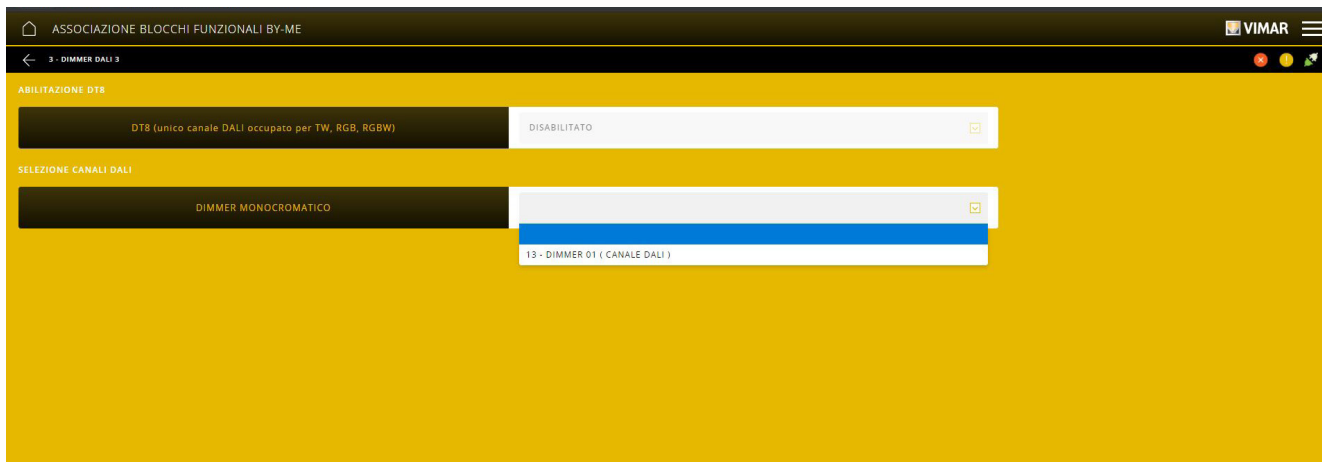 ASSOCIAZIONE BLOCCHI FUNZIONALI BY-ME
VIMAR
3 - DIMMER DALI 3
ABILITAZIONE DT8
DT8 (unico canale DALI occupato per TW, RGB, RGBW)
DISABILITATO
SELEZIONE CANALI DALI
DIMMER MONOCROMATICO
13 - DIMMER 01 ( CANALE DALI )